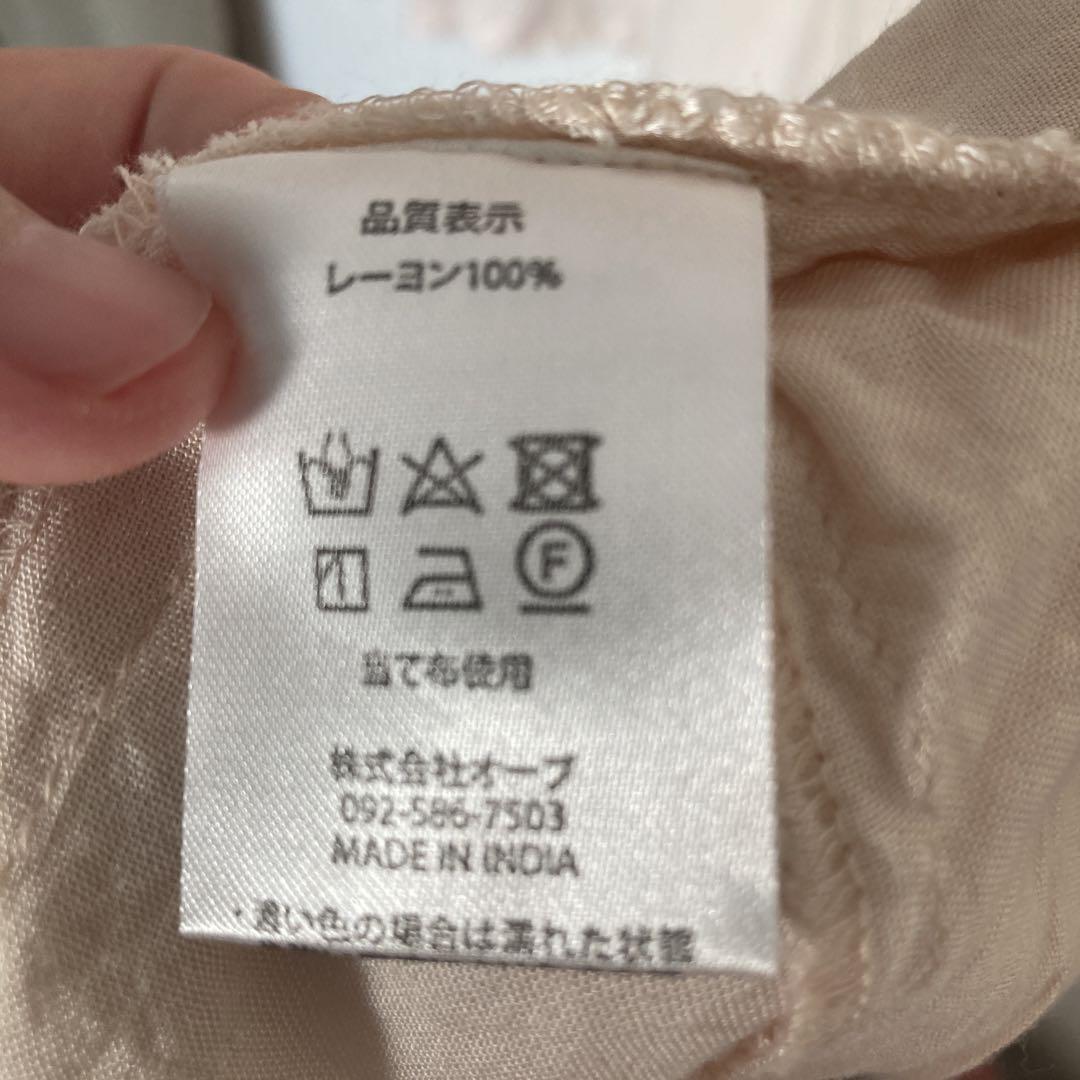 品質表示
レーヨン100%
F
当て布使用
株式会社オーブ
092-586-7503
MADE IN INDIA
・濃い色の場合は濡れた状態